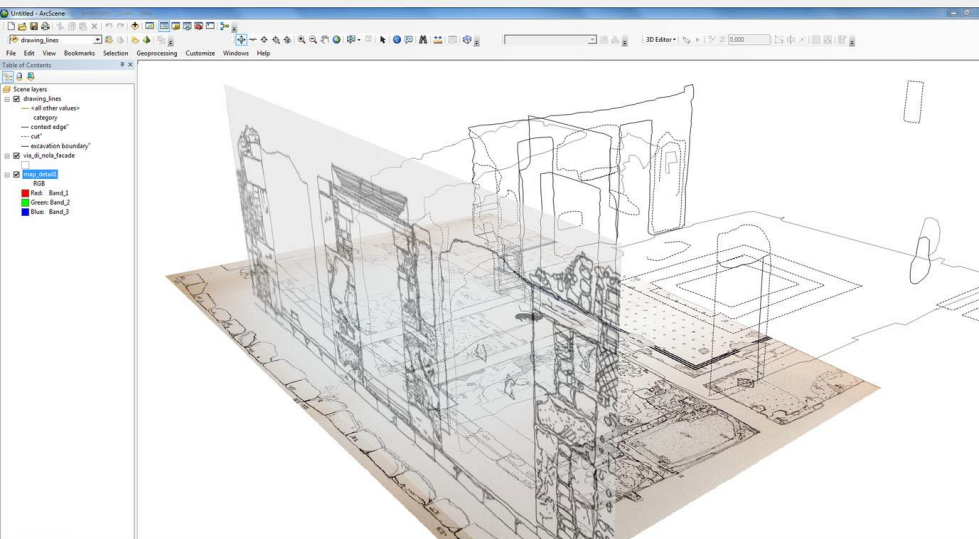 Untitled - ArcScene
drawing_lines
3D Editor
0,000
File Edit View Bookmarks Selection Geoprocessing Customize Windows Help
Table of Contents
Scene layers
drawing_lines
<all other values>
category
context edge"
cut"
excavation boundary"
via_di_nola_facade
map_detail1
RGB
Red: Band_1
Green: Band_2
Blue: Band_3